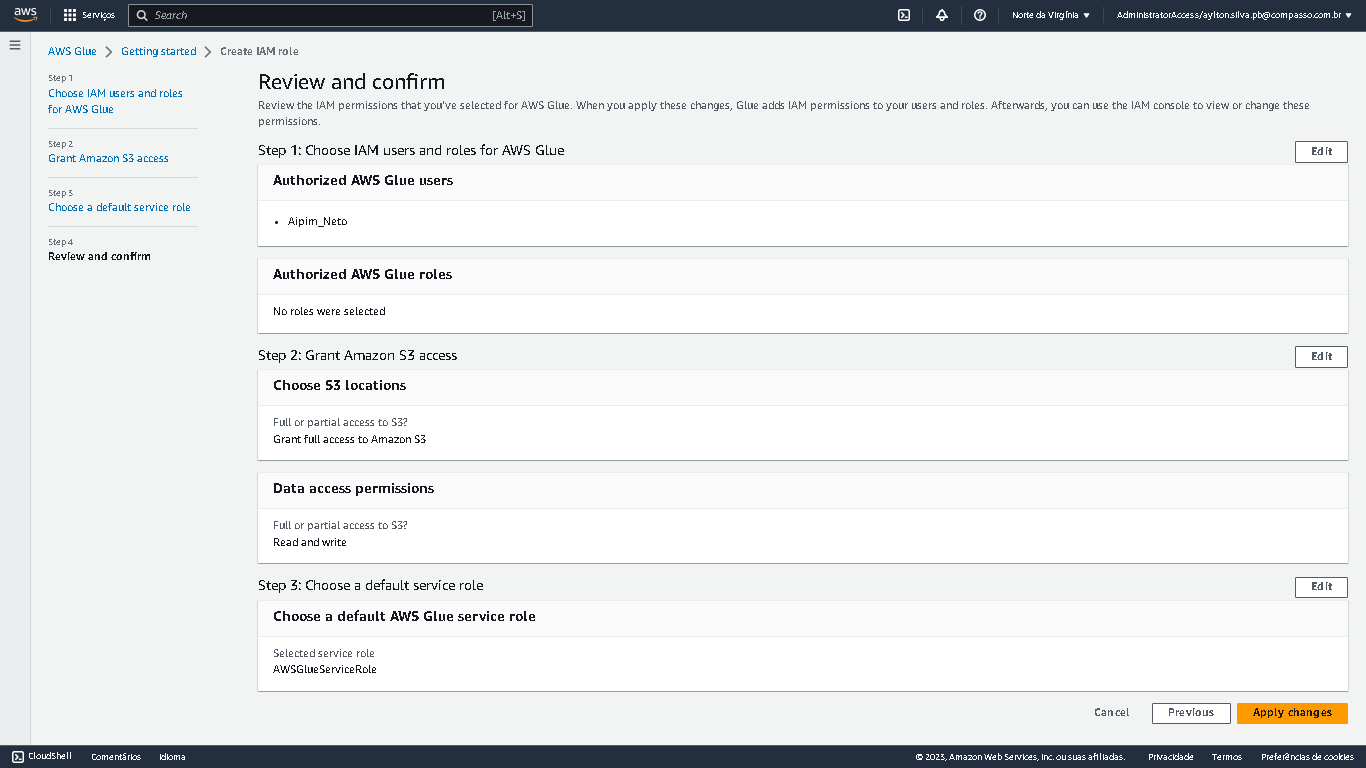 aws
Serviços
Search
[Alt+S]
Norte da Virgínia
AdministratorAccess/aylton.silva.pb@compasso.com.br
AWS Glue
Getting started
Create IAM role
Step 1
Choose IAM users and roles
for AWS Glue
Step 2
Grant Amazon S3 access
Step 3
Choose a default service role
Step 4
Review and confirm
Review and confirm
Review the IAM permissions that you've selected for AWS Glue. When you apply these changes, Glue adds IAM permissions to your users and roles. Afterwards, you can use the IAM console to view or change these
permissions.
Step 1: Choose IAM users and roles for AWS Glue
Edit
Authorized AWS Glue users
• Aipim_Neto
Authorized AWS Glue roles
No roles were selected
Step 2: Grant Amazon S3 access
Edit
Choose S3 locations
Full or partial access to S3?
Grant full access to Amazon S3
Data access permissions
Full or partial access to S3?
Read and write
Step 3: Choose a default service role
Edit
Choose a default AWS Glue service role
Selected service role
AWSGlueServiceRole
Cancel
Previous
Apply changes
CloudShell
Comentários
Idioma
© 2023, Amazon Web Services, Inc. ou suas afiliadas.
Privacidade
Termos
Preferências de cookies